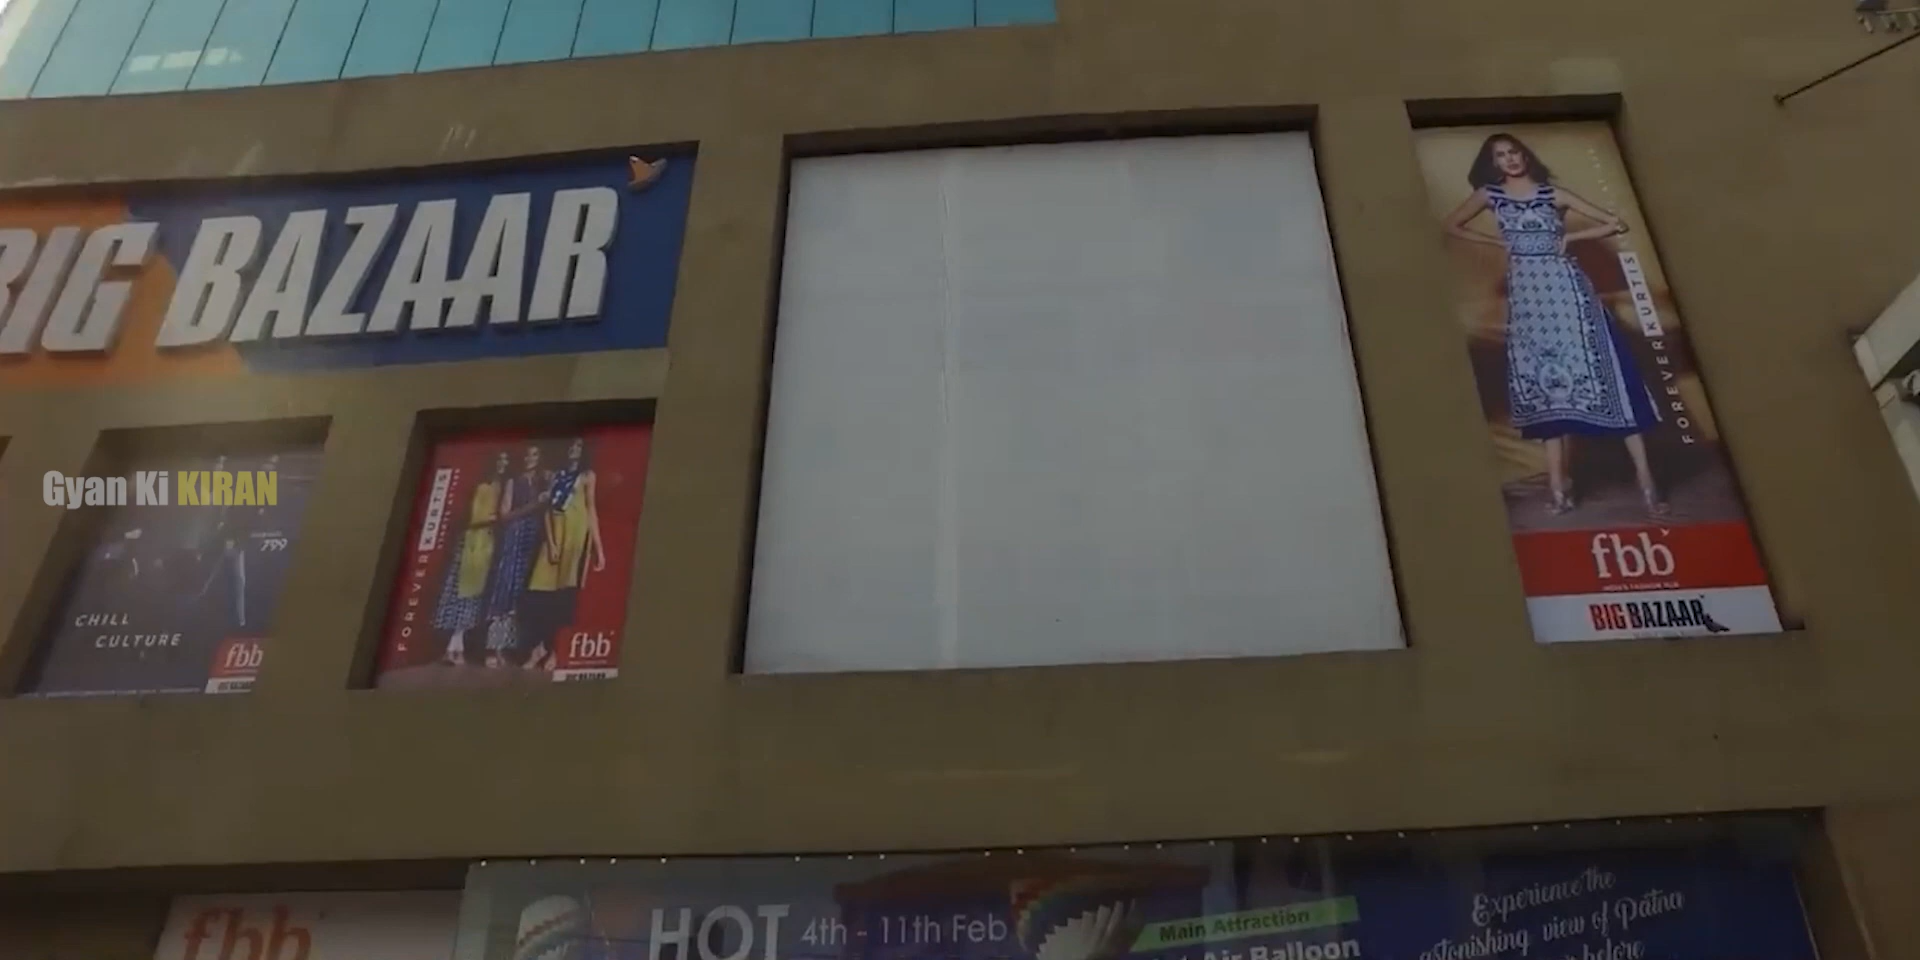 BIG BAZAAR
Gyan Ki KIRAN
799
CHILL
CULTURE
fbb
FOREVER KURTIS
fbb
FOREVER KURTIS
fbb
BIG BAZAAR
fbb
HOT 4th - 11th Feb
Main Attraction
Air Balloon
Experience the
astonishing view of Patna
before